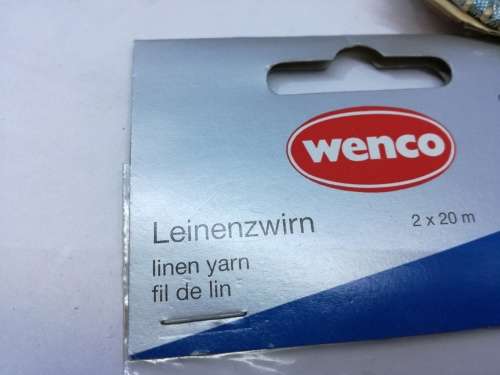 wenco
Leinenzwirn 2 x 20 m
linen yarn
fil de lin